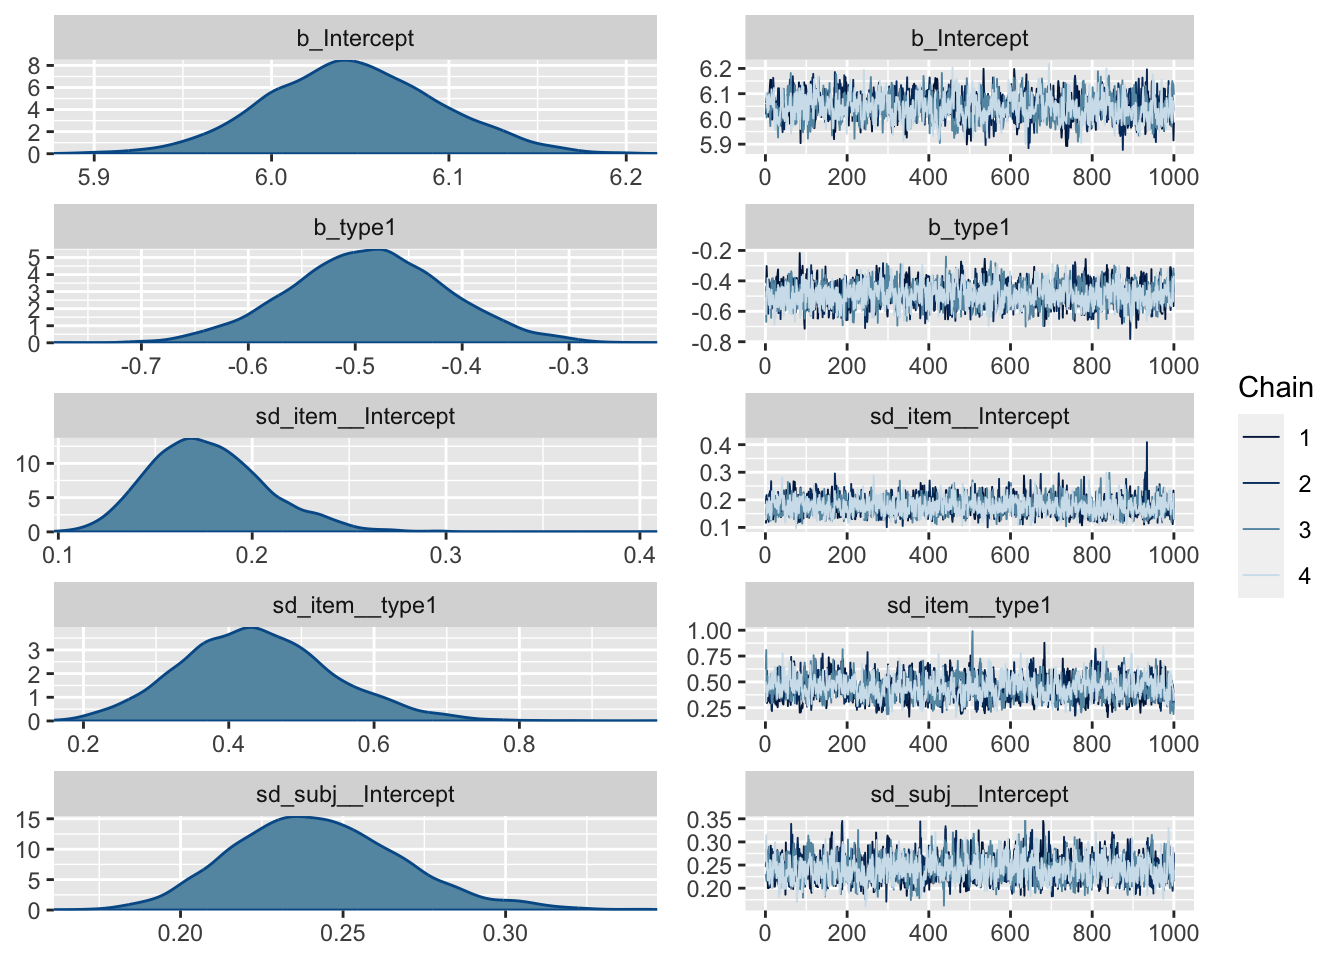 b_Intercept
8
6
4
2
0
5.9 6.0 6.1 6.2
b_Intercept
6.2
6.1
6.0
5.9
0 200 400 600 800 1000
b_type1
5
4
3
2
1
0
-0.7 -0.6 -0.5 -0.4 -0.3
b_type1
-0.2
-0.4
-0.6
-0.8
0 200 400 600 800 1000
sd_item__Intercept
10
5
0
0.1 0.2 0.3 0.4
sd_item__Intercept
0.4
0.3
0.2
0.1
0 200 400 600 800 1000
sd_item__type1
3
2
1
0
0.2 0.4 0.6 0.8
sd_item__type1
1.00
0.75
0.50
0.25
0 200 400 600 800 1000
sd_subj__Intercept
15
10
5
0
0.20 0.25 0.30
sd_subj__Intercept
0.35
0.30
0.25
0.20
0 200 400 600 800 1000
Chain
1
2
3
4